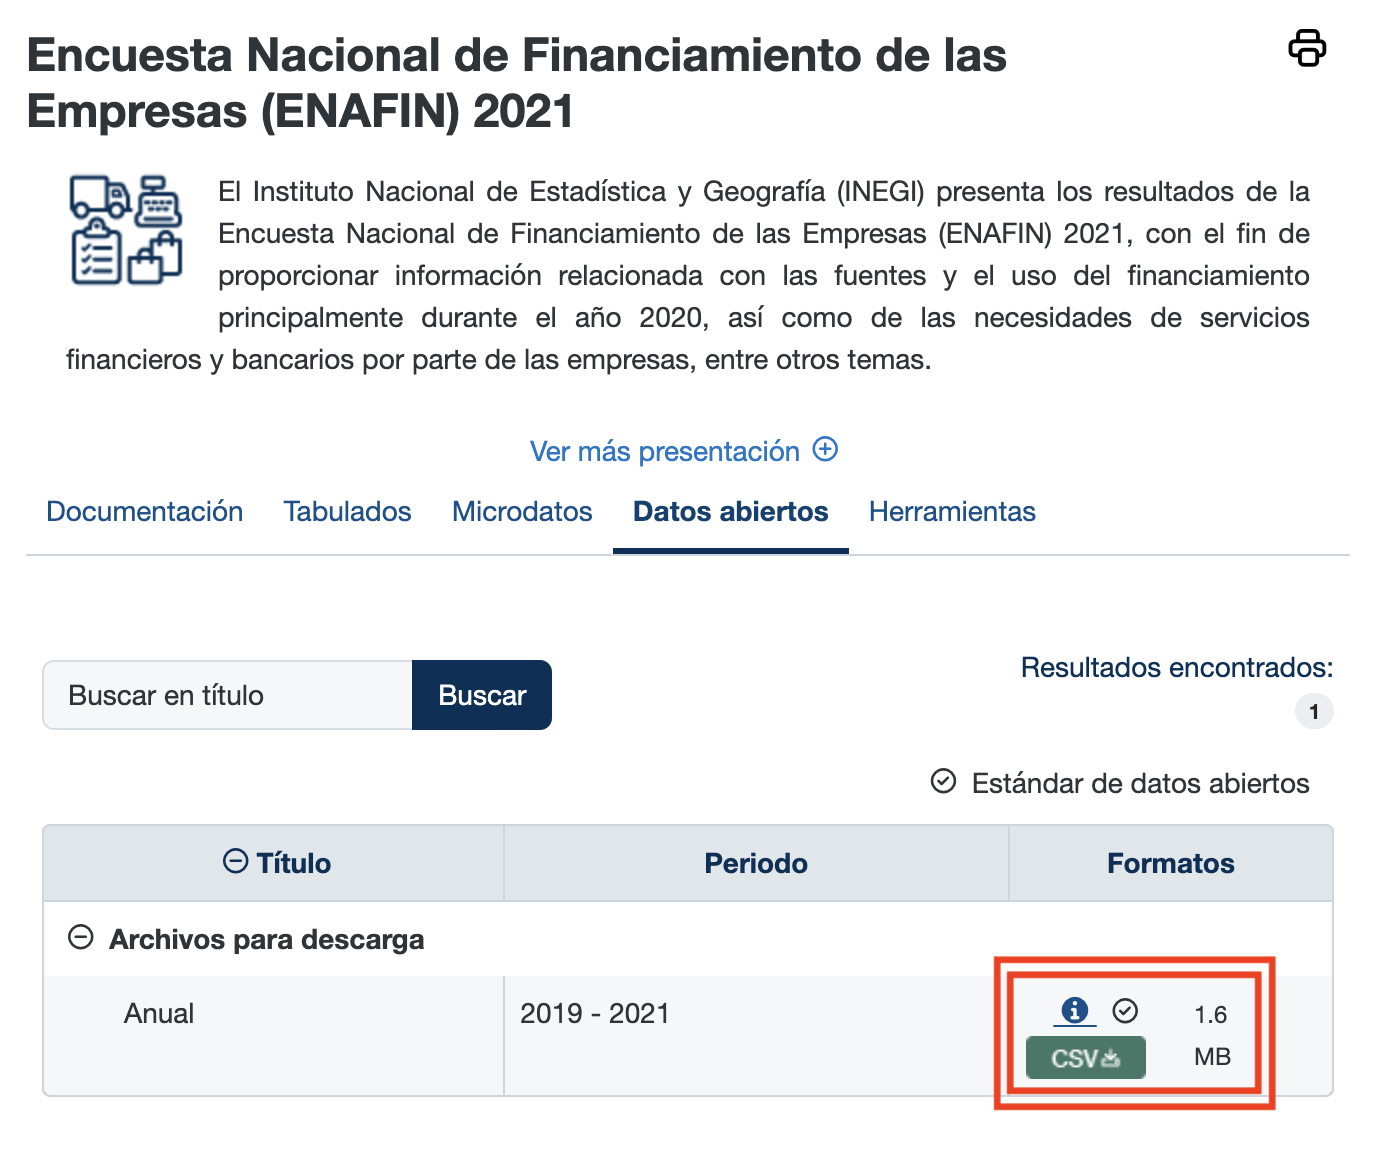 Encuesta Nacional de Financiamiento de las
Empresas (ENAFIN) 2021
El Instituto Nacional de Estadística y Geografía (INEGI) presenta los resultados de la
Encuesta Nacional de Financiamiento de las Empresas (ENAFIN) 2021, con el fin de
proporcionar información relacionada con las fuentes y el uso del financiamiento
principalmente durante el año 2020, así como de las necesidades de servicios
financieros y bancarios por parte de las empresas, entre otros temas.
Ver más presentación
Documentación Tabulados Microdatos Datos abiertos Herramientas
Buscar en título Buscar
Resultados encontrados:
1
Estándar de datos abiertos
Título Periodo Formatos
Archivos para descarga
Anual 2019 - 2021 1.6
CSV MB